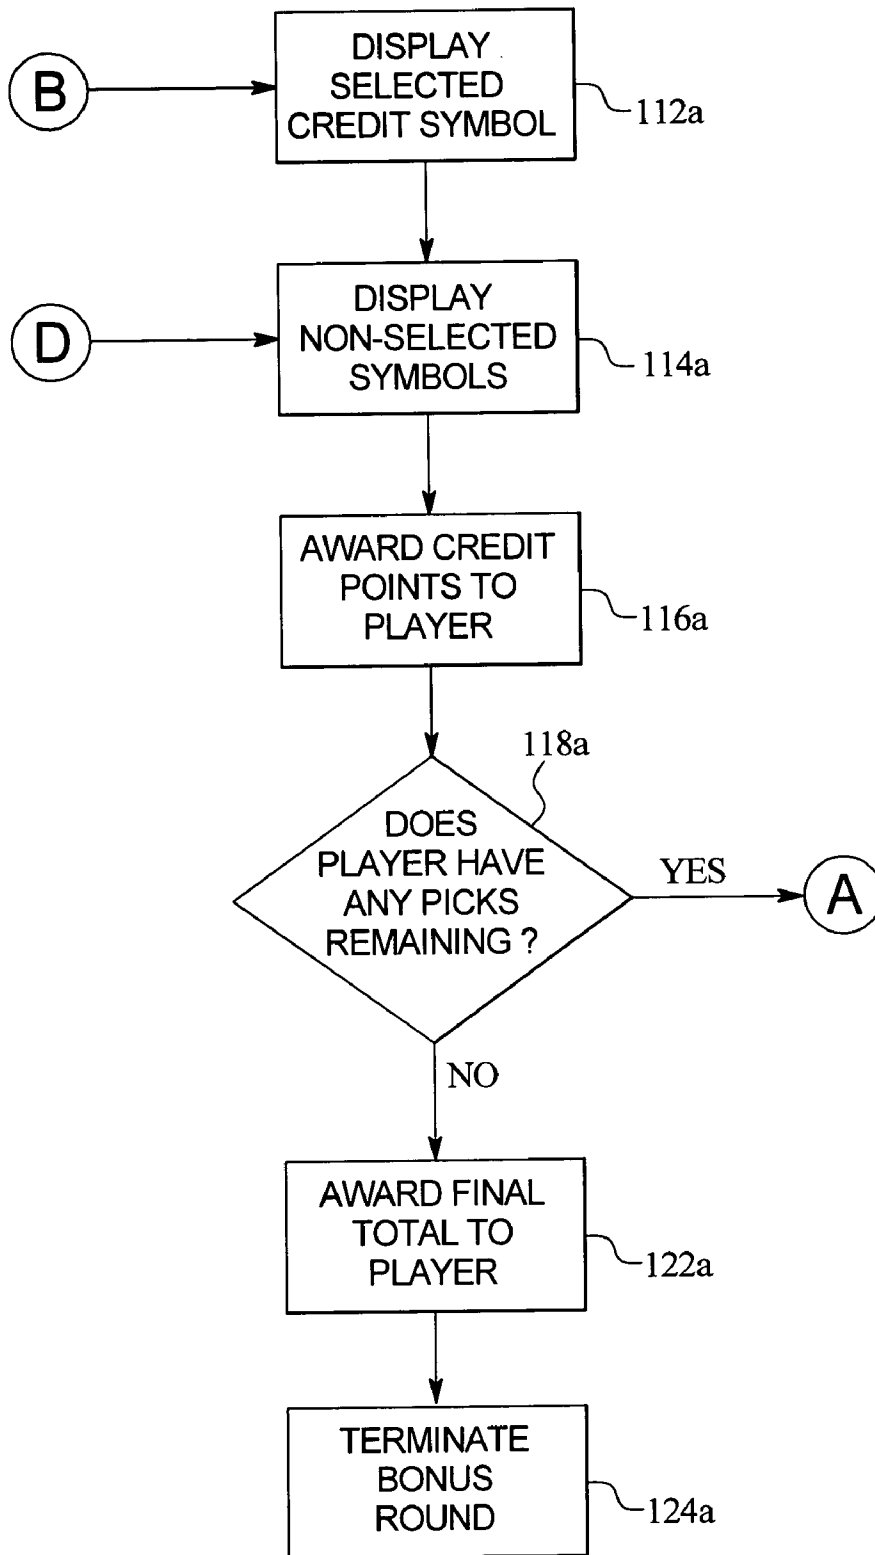 DISPLAY
SELECTED
CREDIT SYMBOL
B
112a
DISPLAY
NON-SELECTED
SYMBOLS
D
114a
AWARD CREDIT
POINTS TO
PLAYER
116a
118a
DOES
PLAYER HAVE
ANY PICKS
REMAINING ?
YES
A
NO
AWARD FINAL
TOTAL TO
PLAYER
122a
TERMINATE
BONUS
ROUND
124a